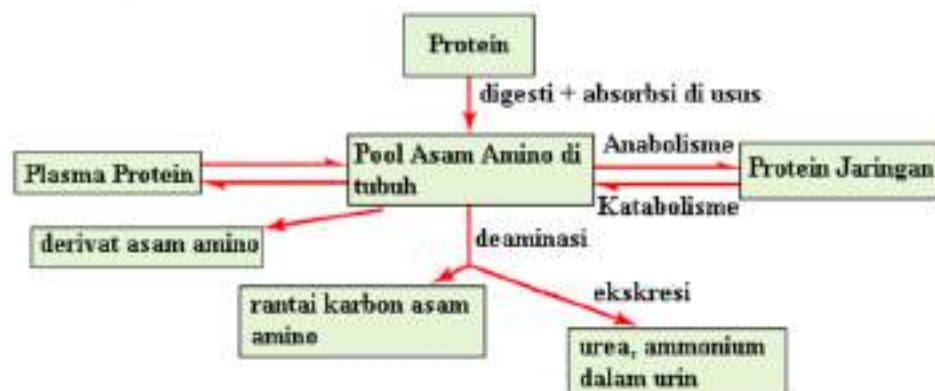 Protein
digesti + absorbsi di usus
Pool Asam Amino di
tubuh
Anabolisme
Katabolisme
Plasma Protein
Protein Jaringan
derivat asam amino
deaminasi
rantai karbon asam
amino
ekskresi
urea, ammonium
dalam urin